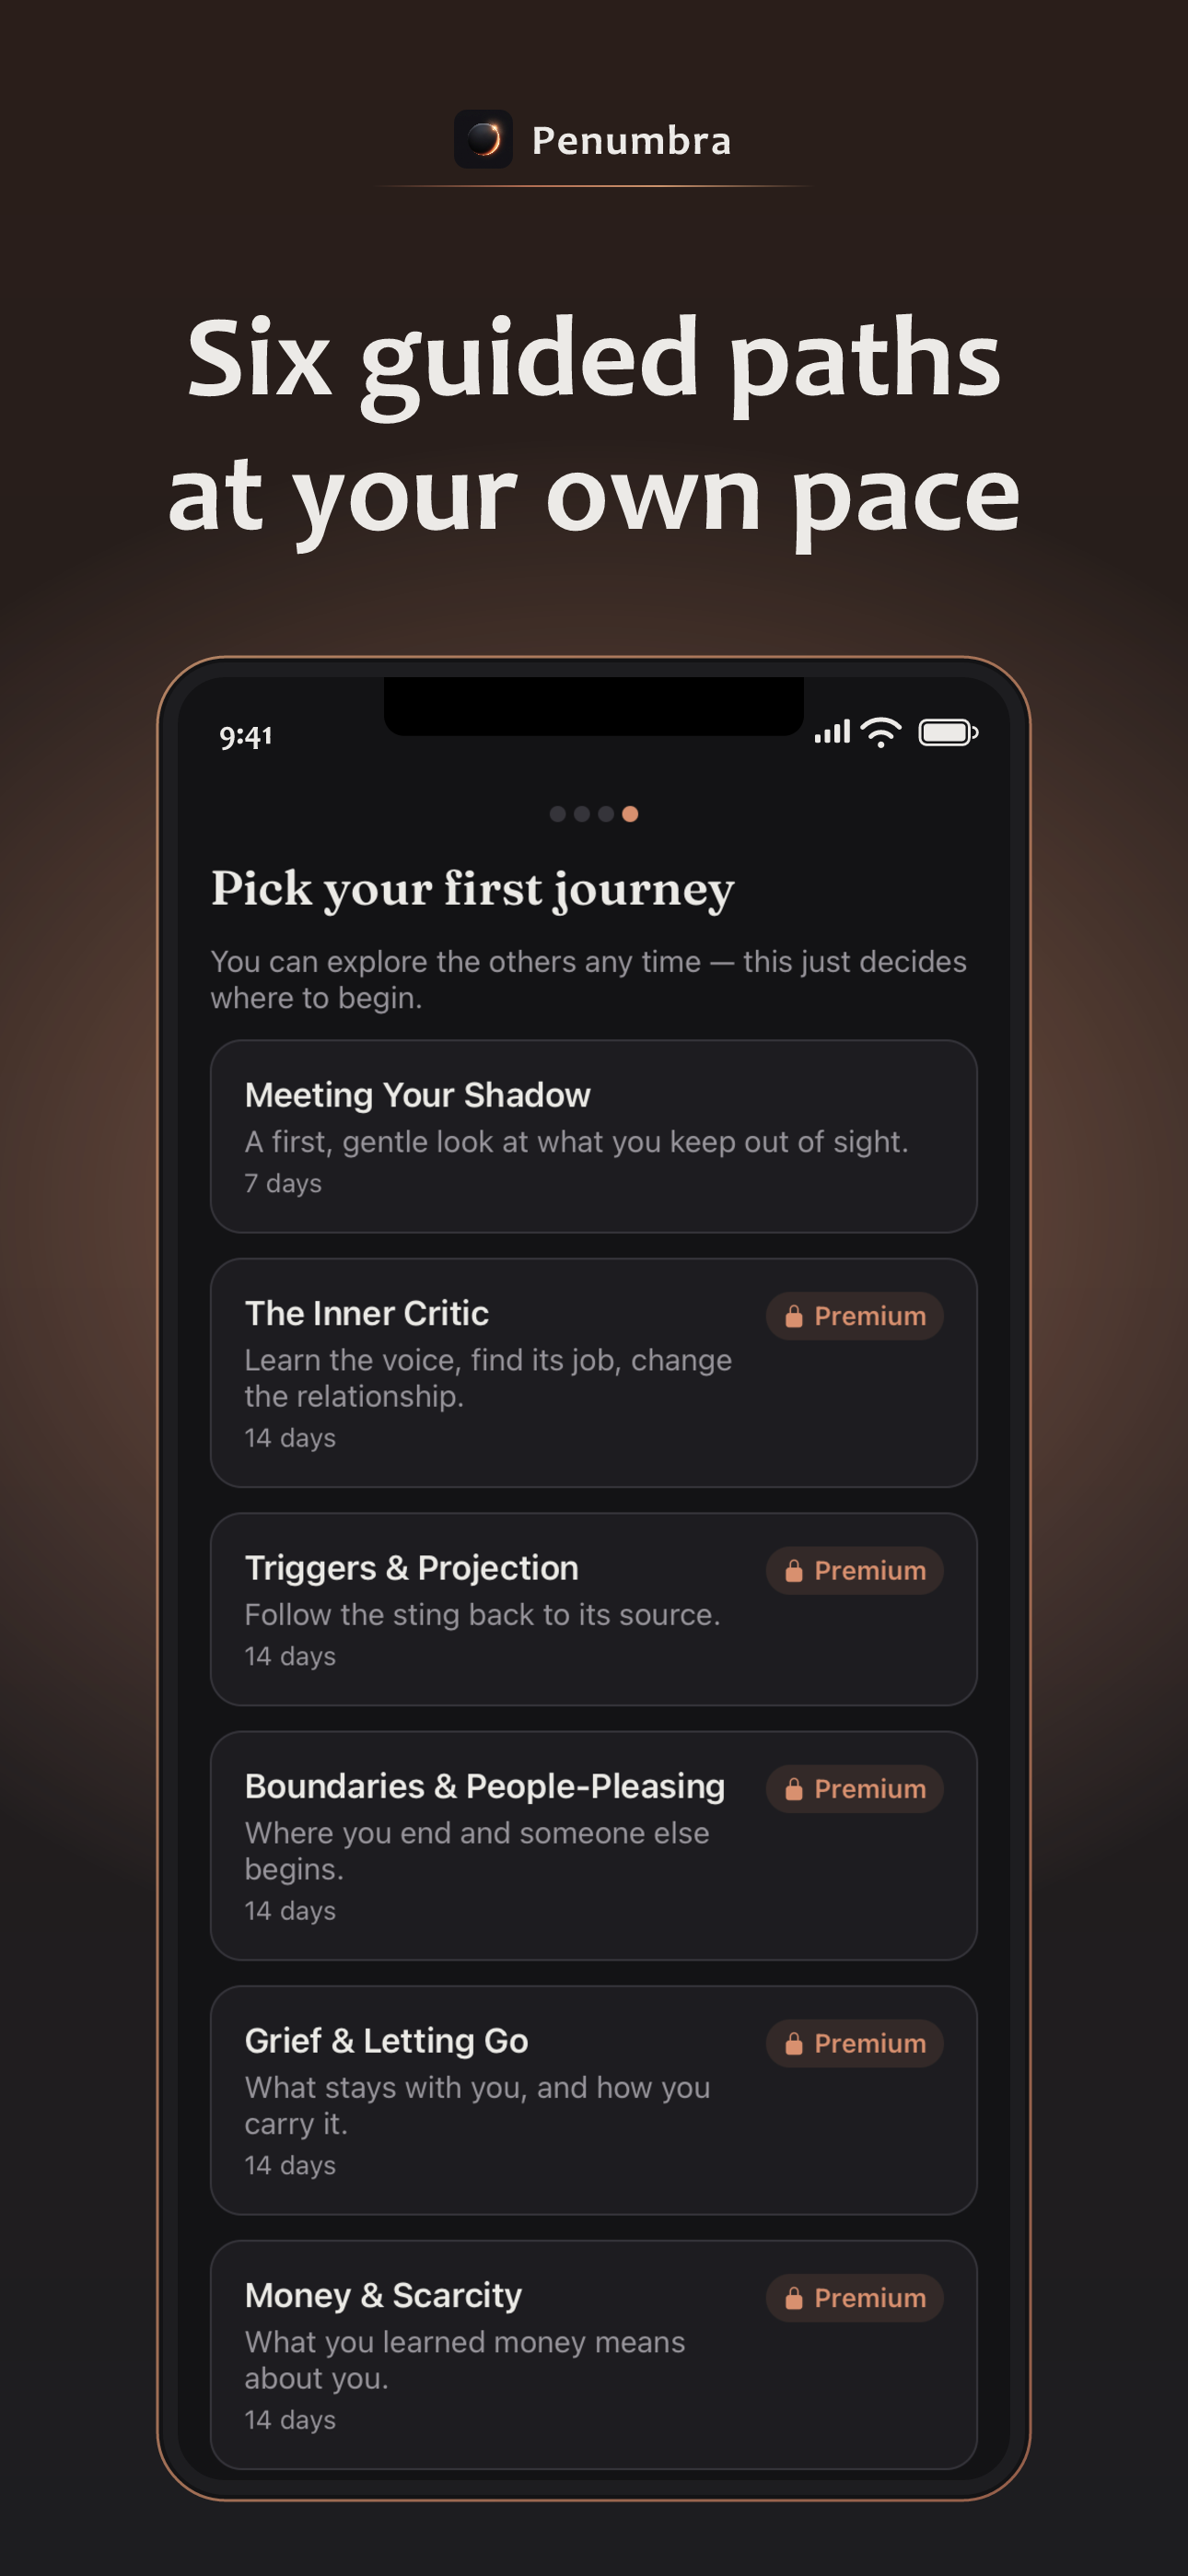 Penumbra
Six guided paths
at your own pace
9:41
Pick your first journey
You can explore the others any time — this just decides
where to begin.
Meeting Your Shadow
A first, gentle look at what you keep out of sight.
7 days
The Inner Critic
Premium
Learn the voice, find its job, change
the relationship.
14 days
Triggers & Projection
Premium
Follow the sting back to its source.
14 days
Boundaries & People-Pleasing
Premium
Where you end and someone else
begins.
14 days
Grief & Letting Go
Premium
What stays with you, and how you
carry it.
14 days
Money & Scarcity
Premium
What you learned money means
about you.
14 days